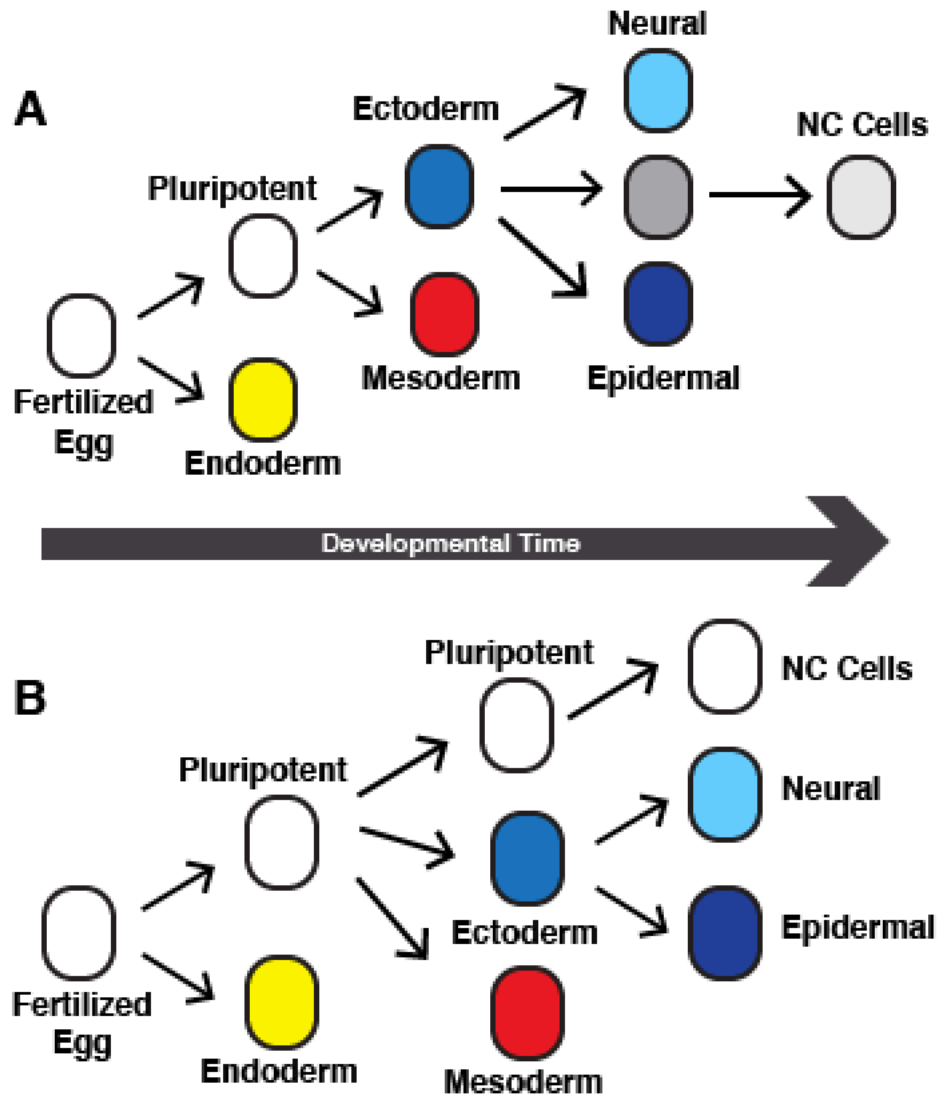 Neural
A
Ectoderm
NC Cells
Pluripotent
Fertilized
Egg
Mesoderm
Epidermal
Endoderm
Developmental Time
Pluripotent
NC Cells
B
Pluripotent
Neural
Ectoderm
Epidermal
Fertilized
Egg
Endoderm
Mesoderm